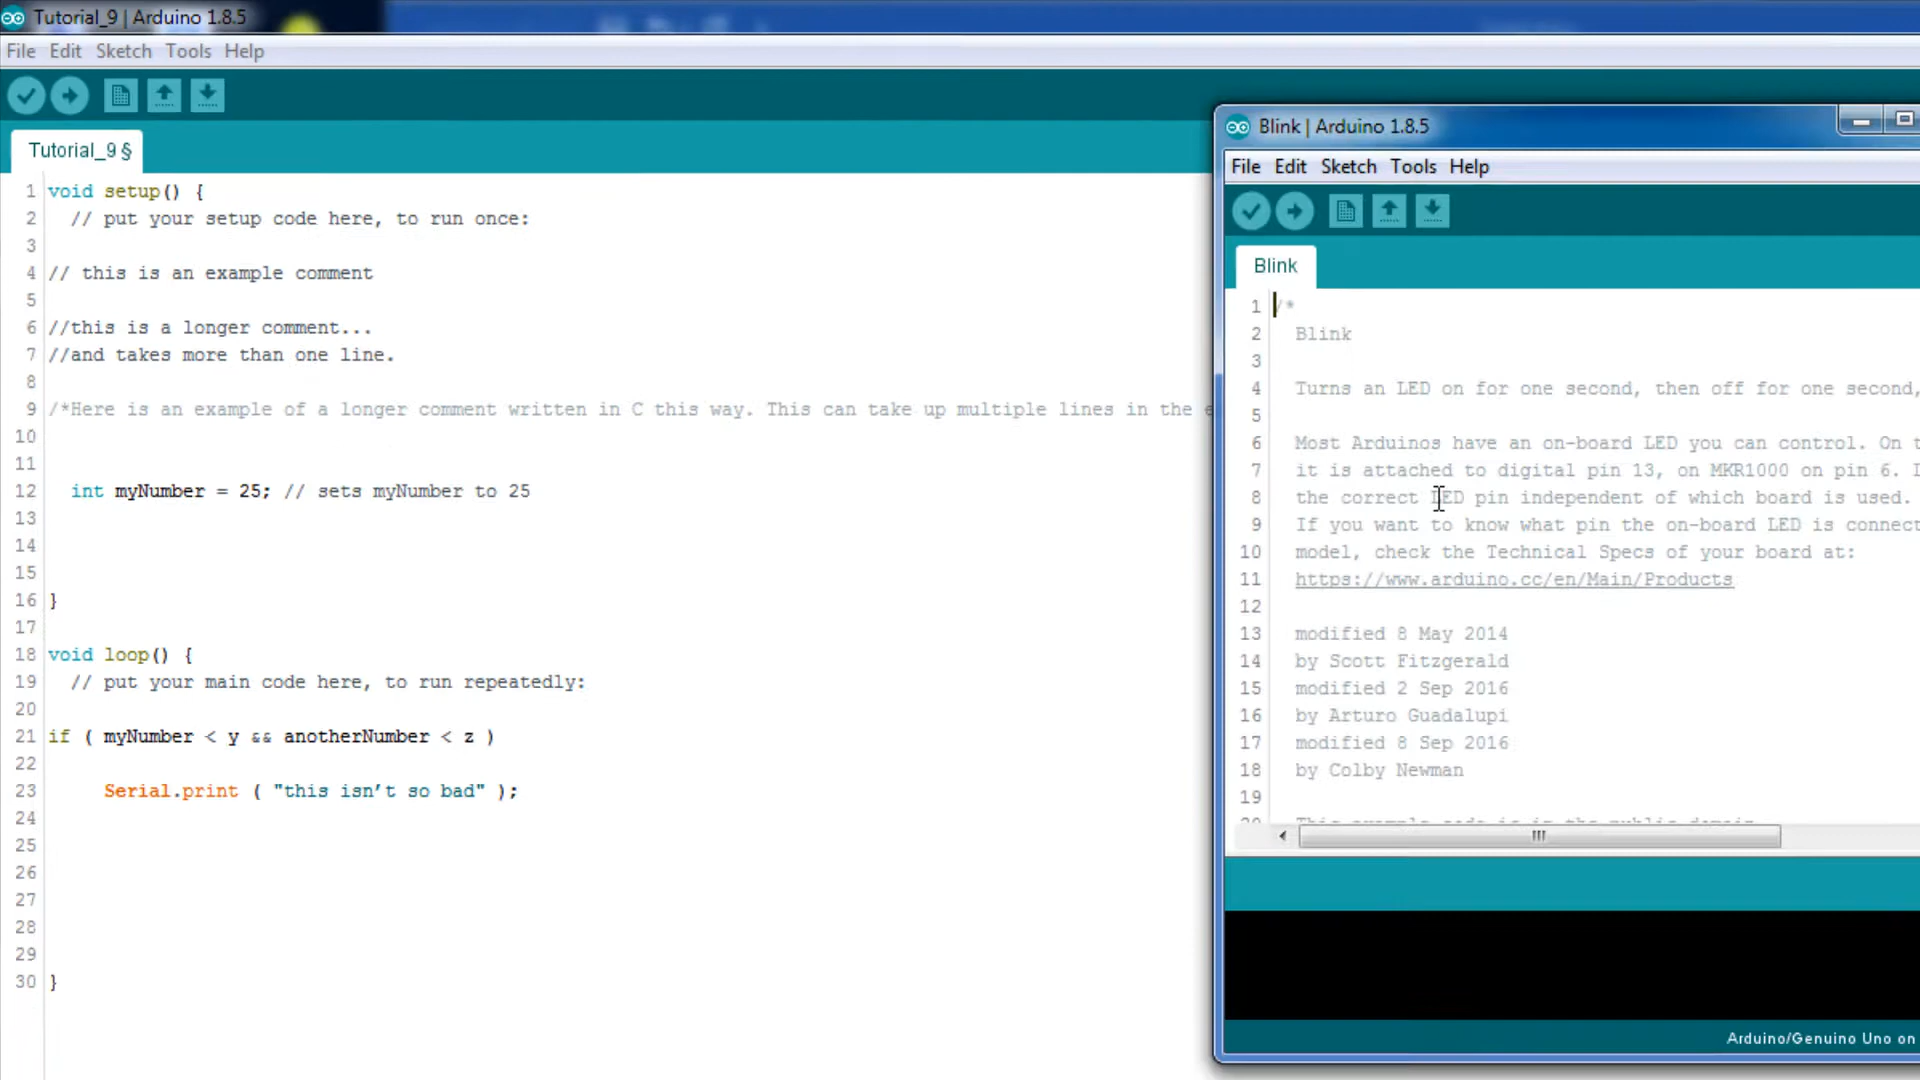 Tutorial_9 | Arduino 1.8.5
File Edit Sketch Tools Help
Tutorial_9 §
1 void setup() {
2 // put your setup code here, to run once:
3
4 // this is an example comment
5
6 //this is a longer comment...
7 //and takes more than one line.
8
9 /*Here is an example of a longer comment written in C this way. This can take up multiple lines in the
10
11
12 int myNumber = 25; // sets myNumber to 25
13
14
15
16 }
17
18 void loop() {
19 // put your main code here, to run repeatedly:
20
21 if ( myNumber < y && anotherNumber < z )
22
23 Serial.print ( "this isn't so bad" );
24
25
26
27
28
29
30 }
Blink | Arduino 1.8.5
File Edit Sketch Tools Help
Blink
1 /*
2 Blink
3
4 Turns an LED on for one second, then off for one second,
5
6 Most Arduinos have an on-board LED you can control. On
7 it is attached to digital pin 13, on MKR1000 on pin 6.
8 the correct LED pin independent of which board is used.
9 If you want to know what pin the on-board LED is
10 model, check the Technical Specs of your board at:
11 https://www.arduino.cc/en/Main/Products
12
13 modified 8 May 2014
14 by Scott Fitzgerald
15 modified 2 Sep 2016
16 by Arturo Guadalupi
17 modified 8 Sep 2016
18 by Colby Newman
19
Arduino/Genuino Uno on